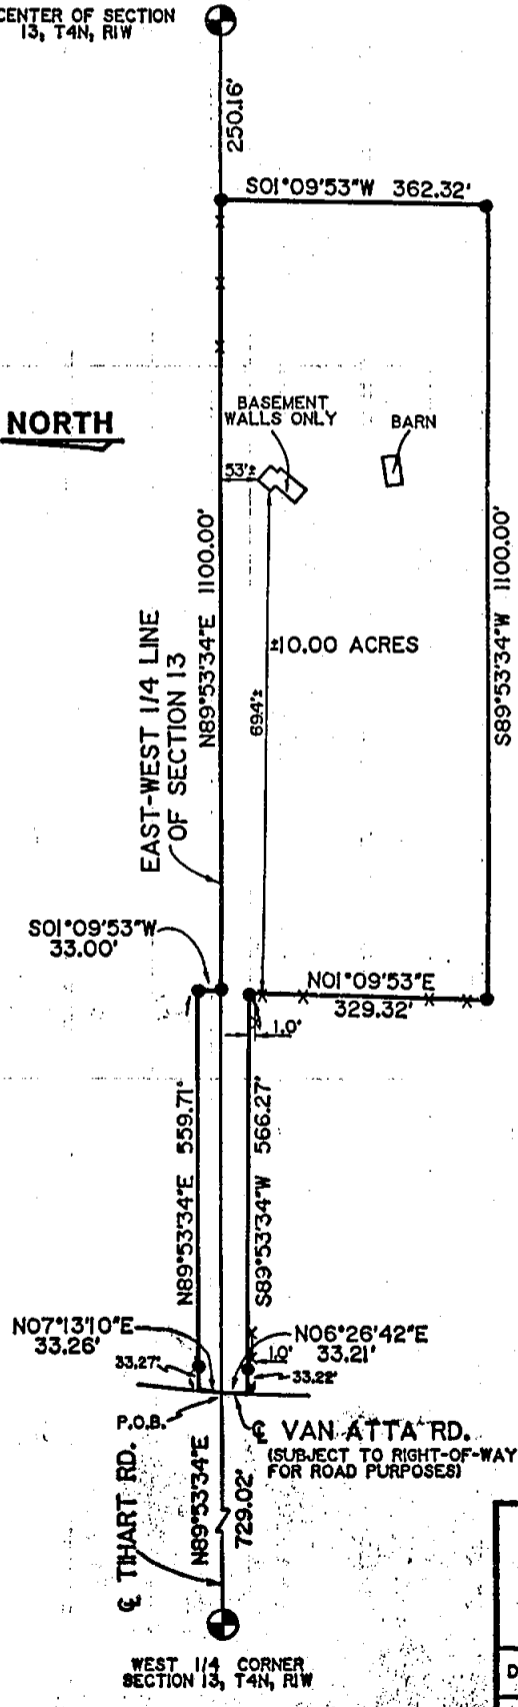 CENTER OF SECTION
13, T4N, R1W
250.16'
S01°09'53"W 362.32'
NORTH
BASEMENT
WALLS ONLY
BARN
53'±
N89°53'34"E 1100.00'
S89°53'34"W 1100.00'
±10.00 ACRES
694'±
EAST-WEST 1/4 LINE
OF SECTION 13
S01°09'53"W
33.00'
N01°09'53"E
329.32'
1.0'
N89°53'34"E 559.71'
S89°53'34"W 566.27'
N07°13'10"E
33.26'
N06°26'42"E
33.21'
33.27'
1.0'
33.22'
P.O.B.
℄ VAN ATTA RD.
(SUBJECT TO RIGHT-OF-WAY
FOR ROAD PURPOSES)
℄ TIHART RD.
N89°53'34"E
729.02'
WEST 1/4 CORNER
SECTION 13, T4N, R1W
D